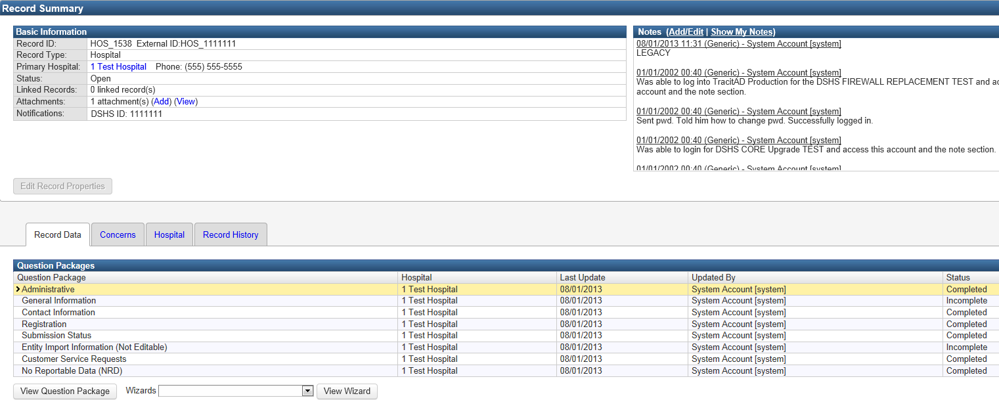 Record Summary
Basic Information
Record ID: HOS_1538 External ID:HOS_1111111
Record Type: Hospital
Primary Hospital: 1 Test Hospital Phone: (555) 555-5555
Status: Open
Linked Records: 0 linked record(s)
Attachments: 1 attachment(s) (Add) (View)
Notifications: DSHS ID: 1111111
Edit Record Properties
Notes (Add/Edit | Show My Notes)
08/01/2013 11:31 (Generic) - System Account [system]
LEGACY
01/01/2002 00:40 (Generic) - System Account [system]
Was able to log into TracitAD Production for the DSHS FIREWALL REPLACEMENT TEST and
account and the note section.
01/01/2002 00:40 (Generic) - System Account [system]
Sent pwd. Told him how to change pwd. Successfully logged in.
01/01/2002 00:40 (Generic) - System Account [system]
Was able to login for DSHS CORE Upgrade TEST and access this account and the note section.
01/01/2002 00:40 (Generic) - System Account [system]
Record Data Concerns Hospital Record History
Question Packages
Question Package Hospital Last Update Updated By Status
Administrative 1 Test Hospital 08/01/2013 System Account [system] Completed
General Information 1 Test Hospital 08/01/2013 System Account [system] Incomplete
Contact Information 1 Test Hospital 08/01/2013 System Account [system] Completed
Registration 1 Test Hospital 08/01/2013 System Account [system] Completed
Submission Status 1 Test Hospital 08/01/2013 System Account [system] Completed
Entity Import Information (Not Editable) 1 Test Hospital 08/01/2013 System Account [system] Incomplete
Customer Service Requests 1 Test Hospital 08/01/2013 System Account [system] Completed
No Reportable Data (NRD) 1 Test Hospital 08/01/2013 System Account [system] Completed
View Question Package Wizards View Wizard